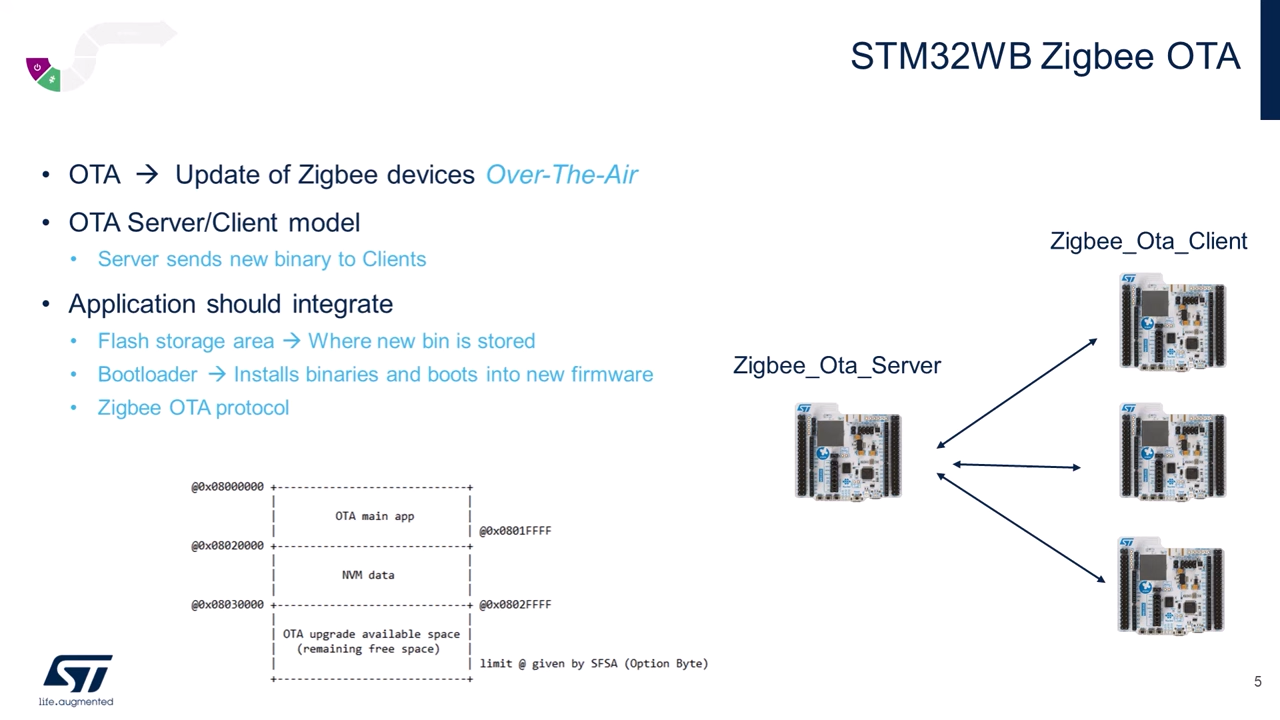 STM32WB Zigbee OTA
• OTA → Update of Zigbee devices Over-The-Air
• OTA Server/Client model
• Server sends new binary to Clients
• Application should integrate
• Flash storage area → Where new bin is stored
• Bootloader → Installs binaries and boots into new firmware
• Zigbee OTA protocol
Zigbee_Ota_Client
Zigbee_Ota_Server
@0x08000000
OTA main app
@0x0801FFFF
@0x08020000
NVM data
@0x08030000
@0x0802FFFF
OTA upgrade available space
(remaining free space)
limit @ given by SFSA (Option Byte)
ST
life.augmented
5